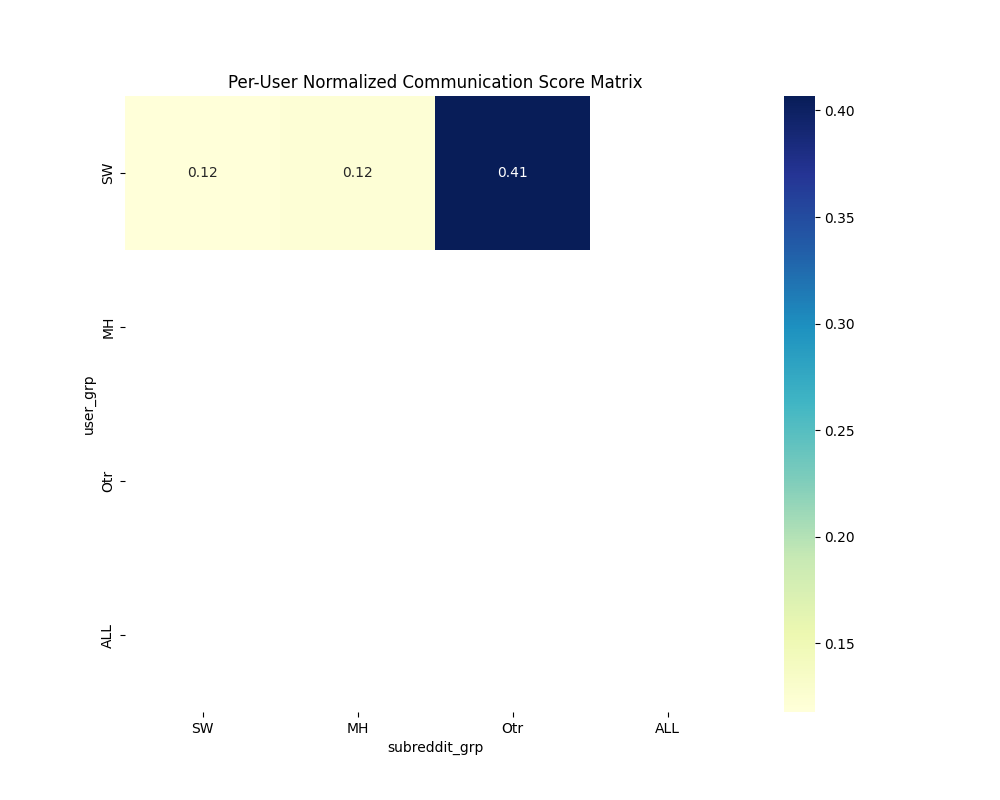 Per-User Normalized Communication Score Matrix
SW
0.12
0.12
0.41
MH
Otr
ALL
user_grp
SW
MH
Otr
ALL
subreddit_grp
0.40
0.35
0.30
0.25
0.20
0.15